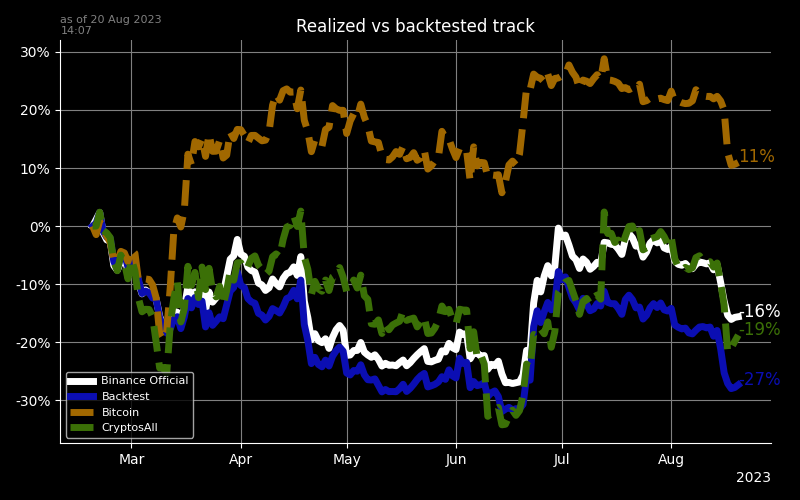 as of 20 Aug 2023
14:07
Realized vs backtested track
30%
20%
10%
0%
-10%
-20%
-30%
11%
-16%
-19%
-27%
Binance Official
Backtest
Bitcoin
CryptosAll
Mar
Apr
May
Jun
Jul
Aug
2023